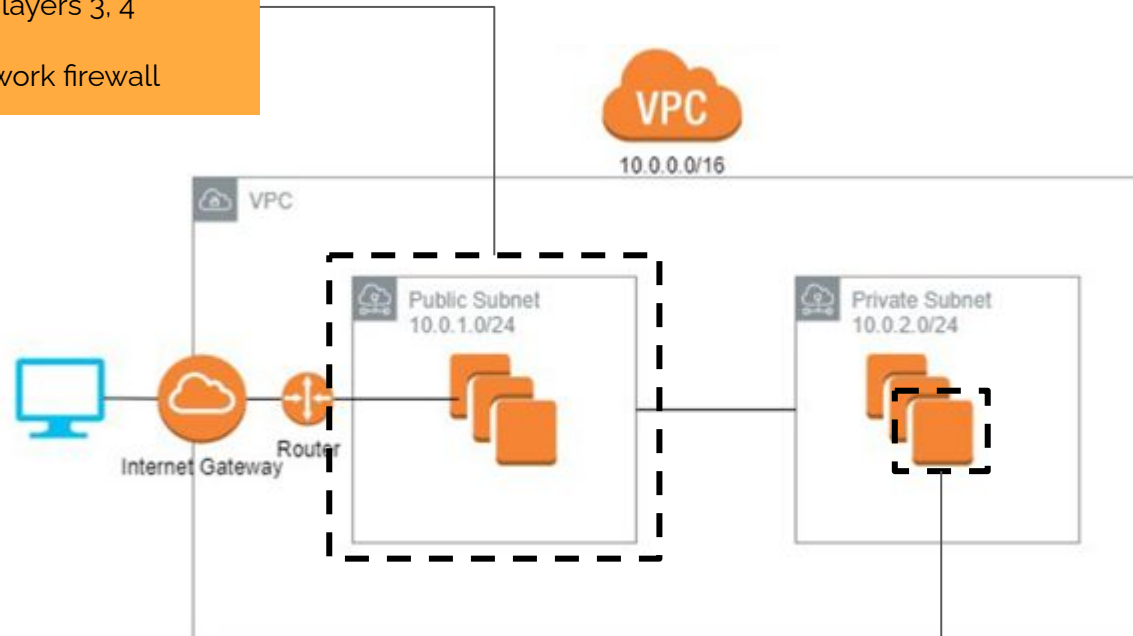 layers 3, 4
work firewall
VPC
10.0.0.0/16
VPC
Public Subnet
10.0.1.0/24
Private Subnet
10.0.2.0/24
Router
Internet Gateway